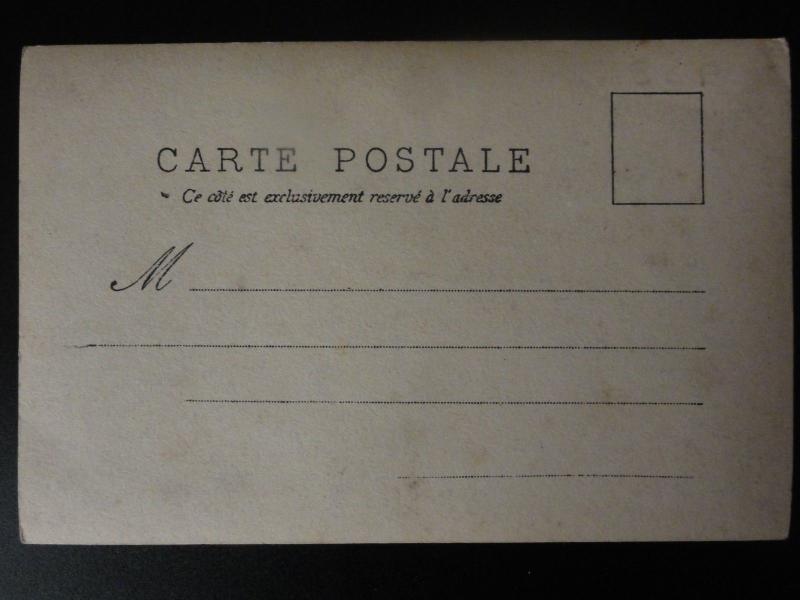 CARTE POSTALE
Ce côté est exclusivement reservé à l'adresse
M